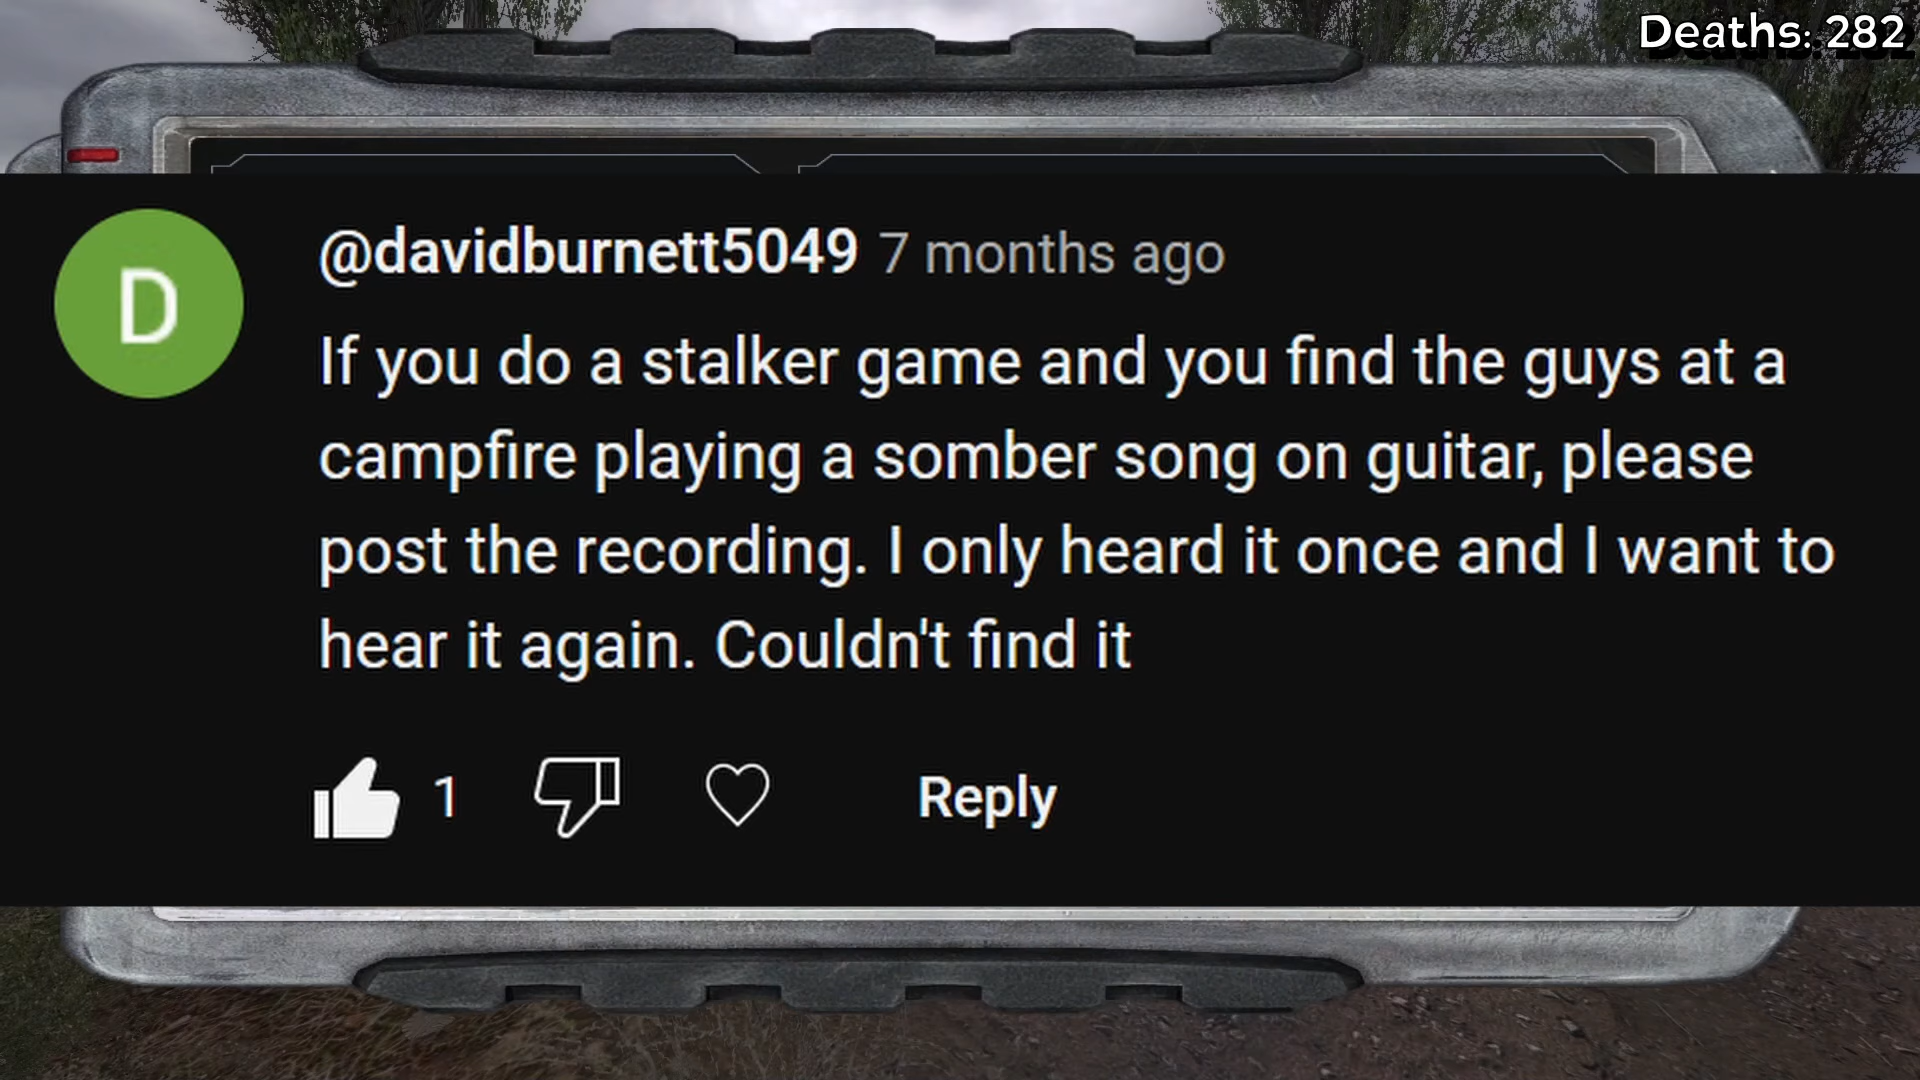 Deaths: 282
D
@davidburnett5049 7 months ago
If you do a stalker game and you find the guys at a
campfire playing a somber song on guitar, please
post the recording. I only heard it once and I want to
hear it again. Couldn't find it
1
Reply